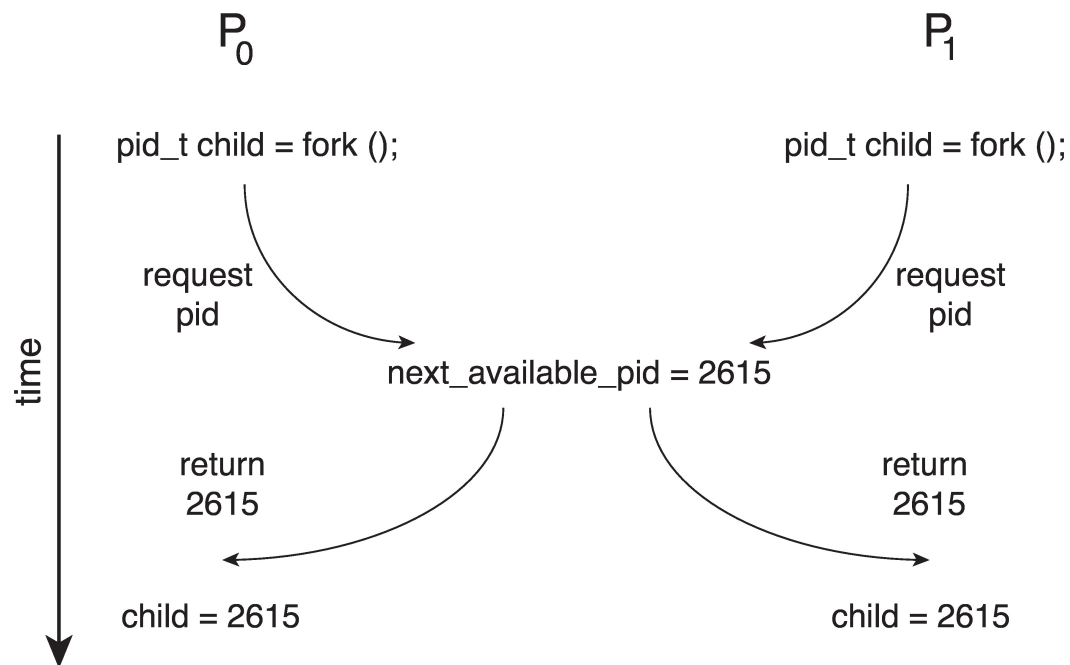 P0
P1
pid_t child = fork ();
pid_t child = fork ();
request
pid
request
pid
next_available_pid = 2615
time
return
2615
return
2615
child = 2615
child = 2615